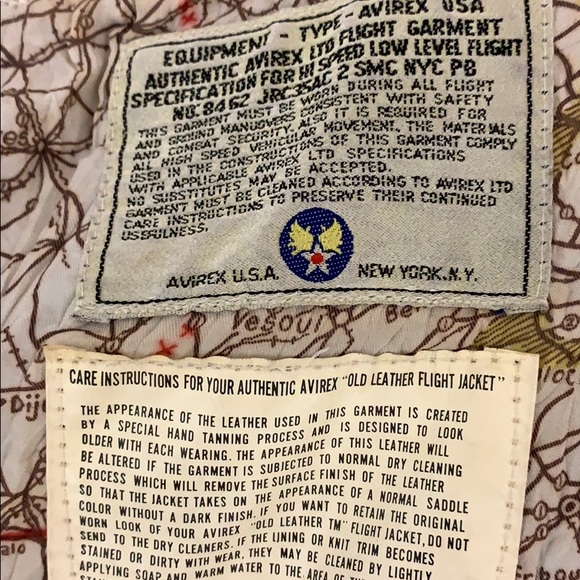 EQUIPMENT - TYPE - AVIREX USA
AUTHENTIC AVIREX LTD FLIGHT GARMENT
SPECIFICATION FOR HI SPEED LOW LEVEL FLIGHT
NO. 8462 JRC35AC 2 SMC NYC PB
THIS GARMENT MUST BE WORN DURING ALL FLIGHT
AND GROUND MANUOVERS CONSISTENT WITH SAFETY
AND COMBAT SECURITY. ALSO IT IS REQUIRED FOR
ALL HIGH SPEED VEHICULAR MOVEMENT. THE MATERIALS
USED IN THE CONSTRUCTIONS OF THIS GARMENT COMPLY
WITH APPLICABLE AVIREX LTD SPECIFICATIONS
NO SUBSTITUTES MAY BE ACCEPTED.
GARMENT MUST BE CLEANED ACCORDING TO AVIREX LTD
CARE INSTRUCTIONS TO PRESERVE THEIR CONTINUED
USEFULNESS.
AVIREX U.S.A. NEW YORK.N.Y.
Vesoul
Dij
CARE INSTRUCTIONS FOR YOUR AUTHENTIC AVIREX "OLD LEATHER FLIGHT JACKET"
THE APPEARANCE OF THE LEATHER USED IN THIS GARMENT IS CREATED
BY A SPECIAL HAND TANNING PROCESS AND IS DESIGNED TO LOOK
OLDER WITH EACH WEARING. THE APPEARANCE OF THIS LEATHER WILL
BE ALTERED IF THE GARMENT IS SUBJECTED TO NORMAL DRY CLEANING
PROCESS WHICH WILL REMOVE THE SURFACE FINISH OF THE LEATHER
SO THAT THE JACKET TAKES ON THE APPEARANCE OF A NORMAL SADDLE
COLOR WITHOUT A DARK FINISH. IF YOU WANT TO RETAIN THE ORIGINAL
WORN LOOK OF YOUR AVIREX "OLD LEATHER TM" FLIGHT JACKET, DO NOT
SEND TO THE DRY CLEANERS. IF THE LINING OR KNIT TRIM BECOMES
STAINED OR DIRTY WITH WEAR, THEY MAY BE CLEANED BY LIGHTLY
APPLYING SOAP AND WARM WATER TO THE AREA OF THE